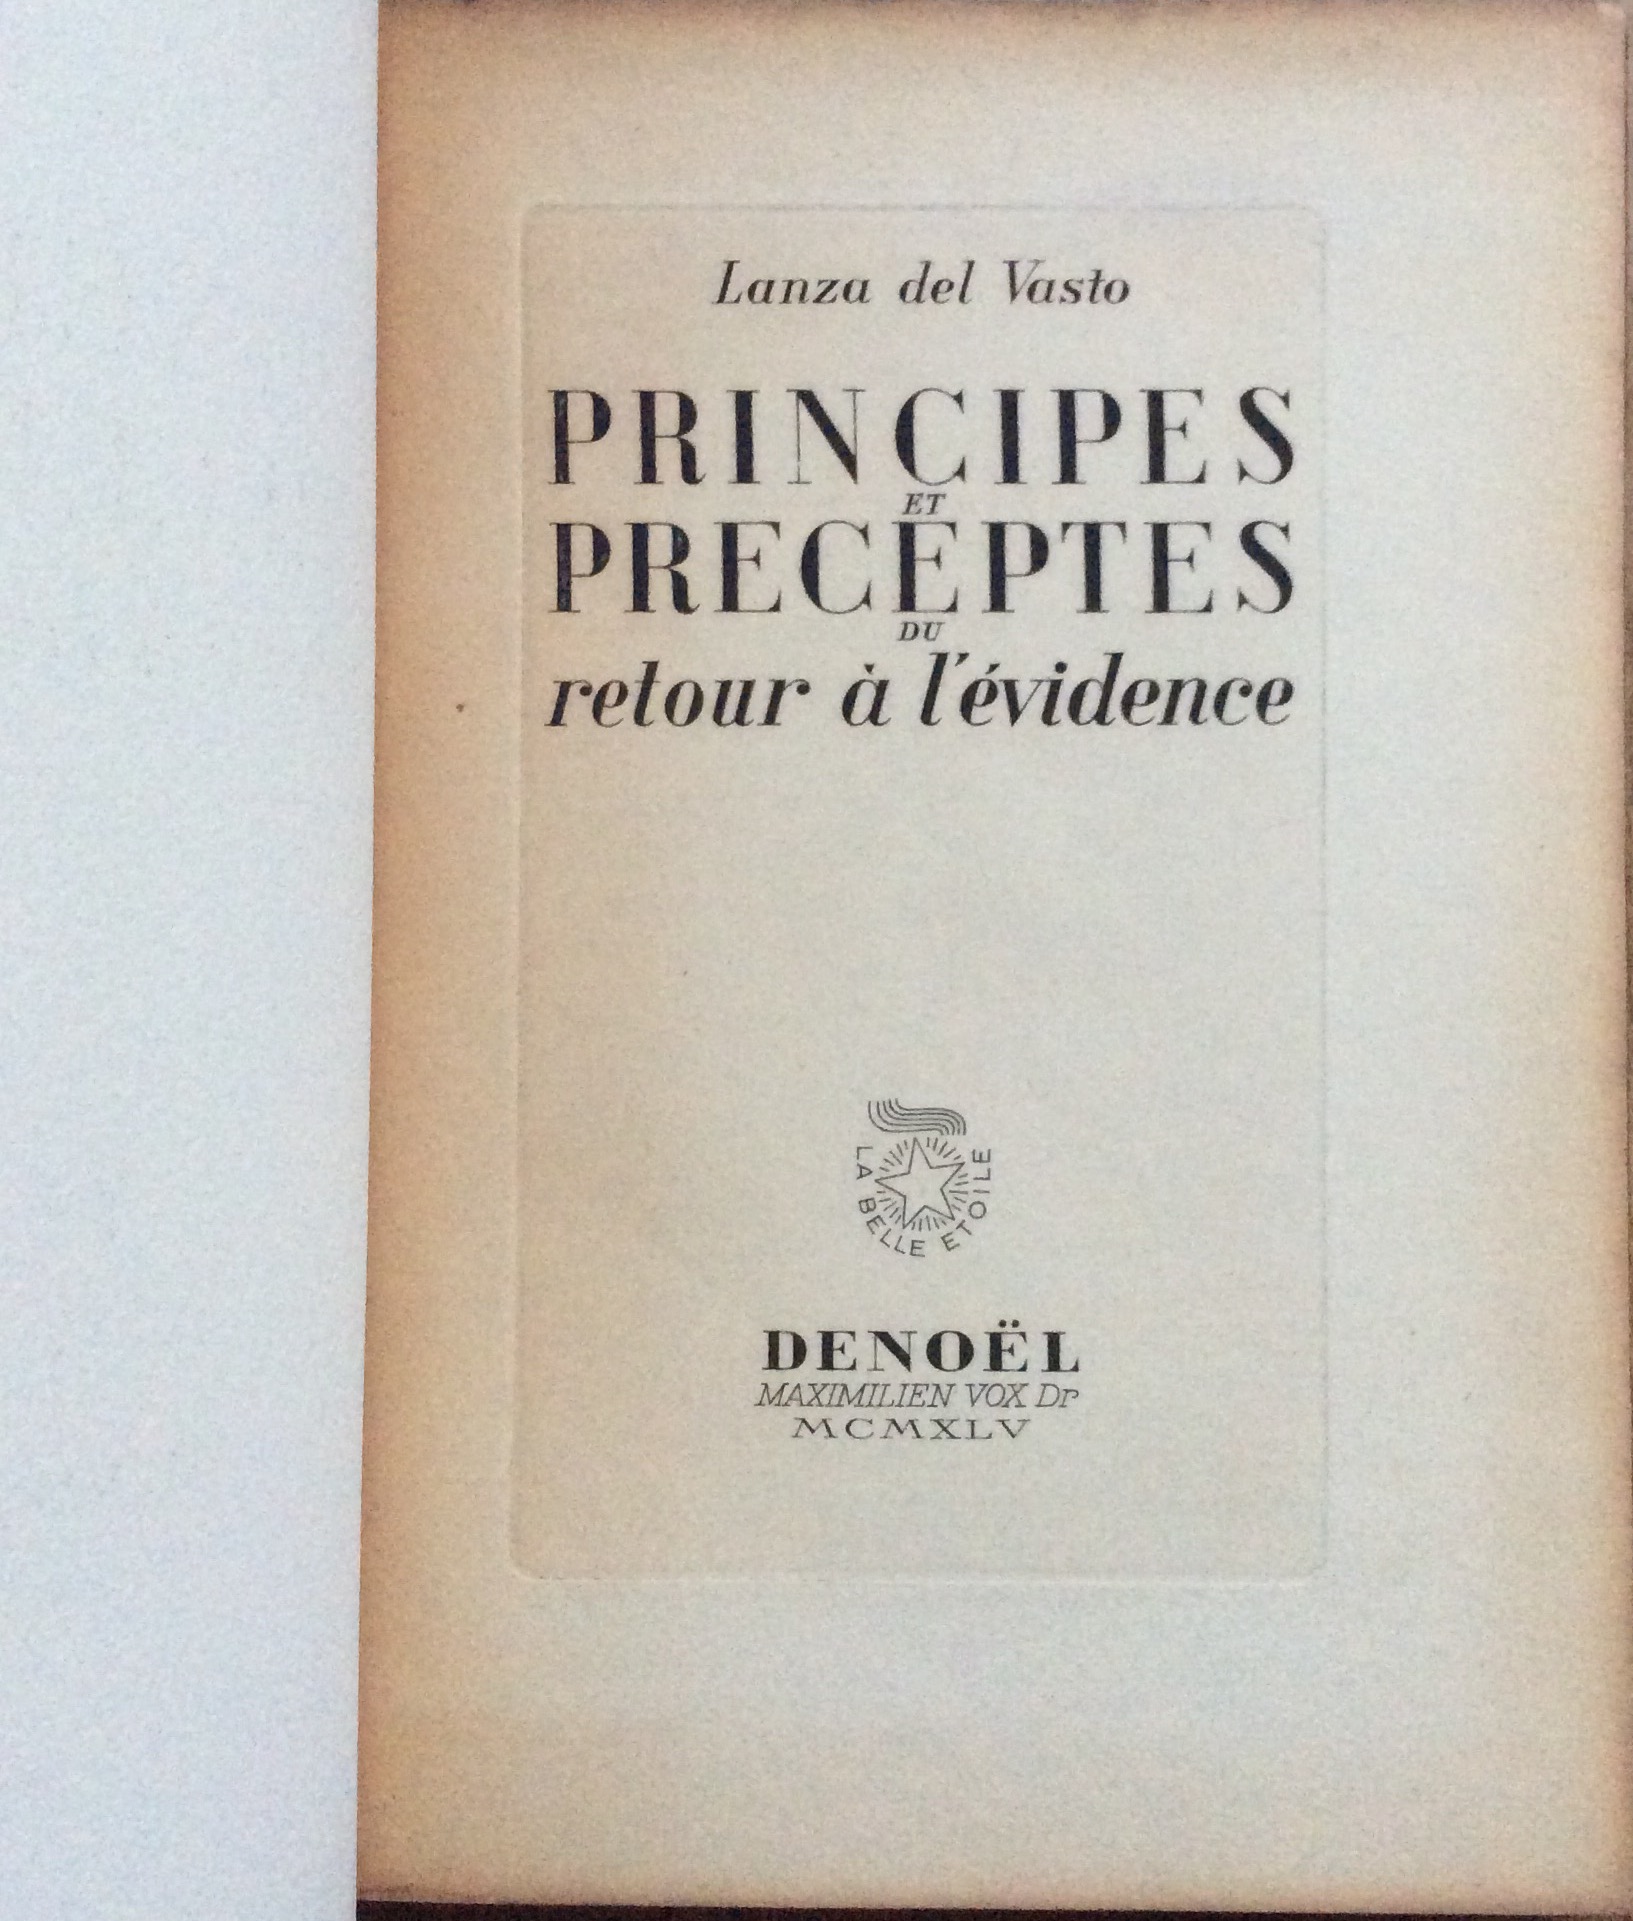 Lanza del Vasto
PRINCIPES
ET
PRECEPTES
DU
retour à l'évidence
LA BELLE ETOILE
DENOËL
MAXIMILIEN VOX Dr
MCMXLV